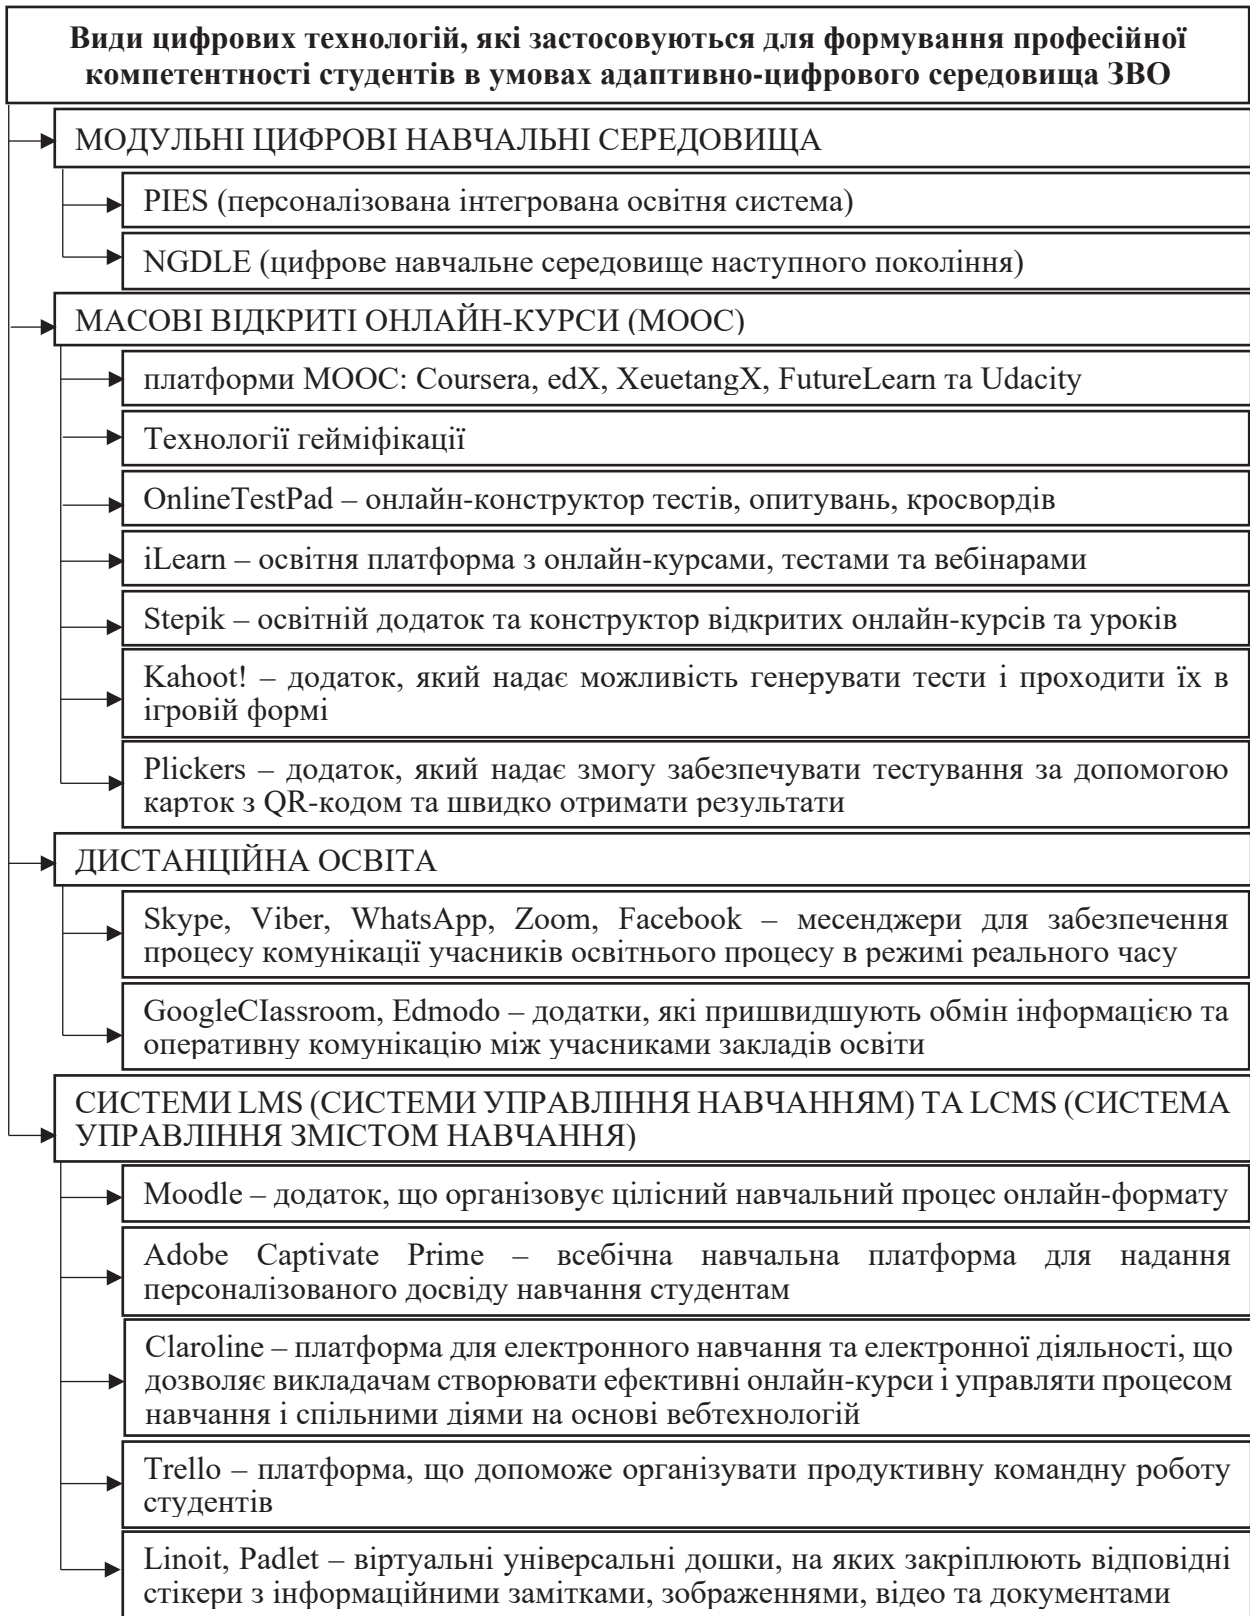 Види цифрових технологій, які застосовуються для формування професійної
компетентності студентів в умовах адаптивно-цифрового середовища ЗВО
МОДУЛЬНІ ЦИФРОВІ НАВЧАЛЬНІ СЕРЕДОВИЩА
PIES (персоналізована інтегрована освітня система)
NGDLE (цифрове навчальне середовище наступного покоління)
МАСОВІ ВІДКРИТІ ОНЛАЙН-КУРСИ (МООС)
платформи МООС: Coursera, edX, XeuetangX, FutureLearn та Udacity
Технології гейміфікації
OnlineTestPad – онлайн-конструктор тестів, опитувань, кросвордів
iLearn – освітня платформа з онлайн-курсами, тестами та вебінарами
Stepik – освітній додаток та конструктор відкритих онлайн-курсів та уроків
Kahoot! – додаток, який надає можливість генерувати тести і проходити їх в
ігровій формі
Plickers – додаток, який надає змогу забезпечувати тестування за допомогою
карток з QR-кодом та швидко отримати результати
ДИСТАНЦІЙНА ОСВІТА
Skype, Viber, WhatsApp, Zoom, Facebook – месенджери для забезпечення
процесу комунікації учасників освітнього процесу в режимі реального часу
GoogleCIassroom, Edmodo – додатки, які пришвидшують обмін інформацією та
оперативну комунікацію між учасниками закладів освіти
СИСТЕМИ LMS (СИСТЕМИ УПРАВЛІННЯ НАВЧАННЯМ) ТА LCMS (СИСТЕМА
УПРАВЛІННЯ ЗМІСТОМ НАВЧАННЯ)
Moodle – додаток, що організовує цілісний навчальний процес онлайн-формату
Adobe Captivate Prime – всебічна навчальна платформа для надання
персоналізованого досвіду навчання студентам
Claroline – платформа для електронного навчання та електронної діяльності, що
дозволяє викладачам створювати ефективні онлайн-курси і управляти процесом
навчання і спільними діями на основі вебтехнологій
Trello – платформа, що допоможе організувати продуктивну командну роботу
студентів
Linoit, Padlet – віртуальні універсальні дошки, на яких закріплюють відповідні
стікери з інформаційними замітками, зображеннями, відео та документами